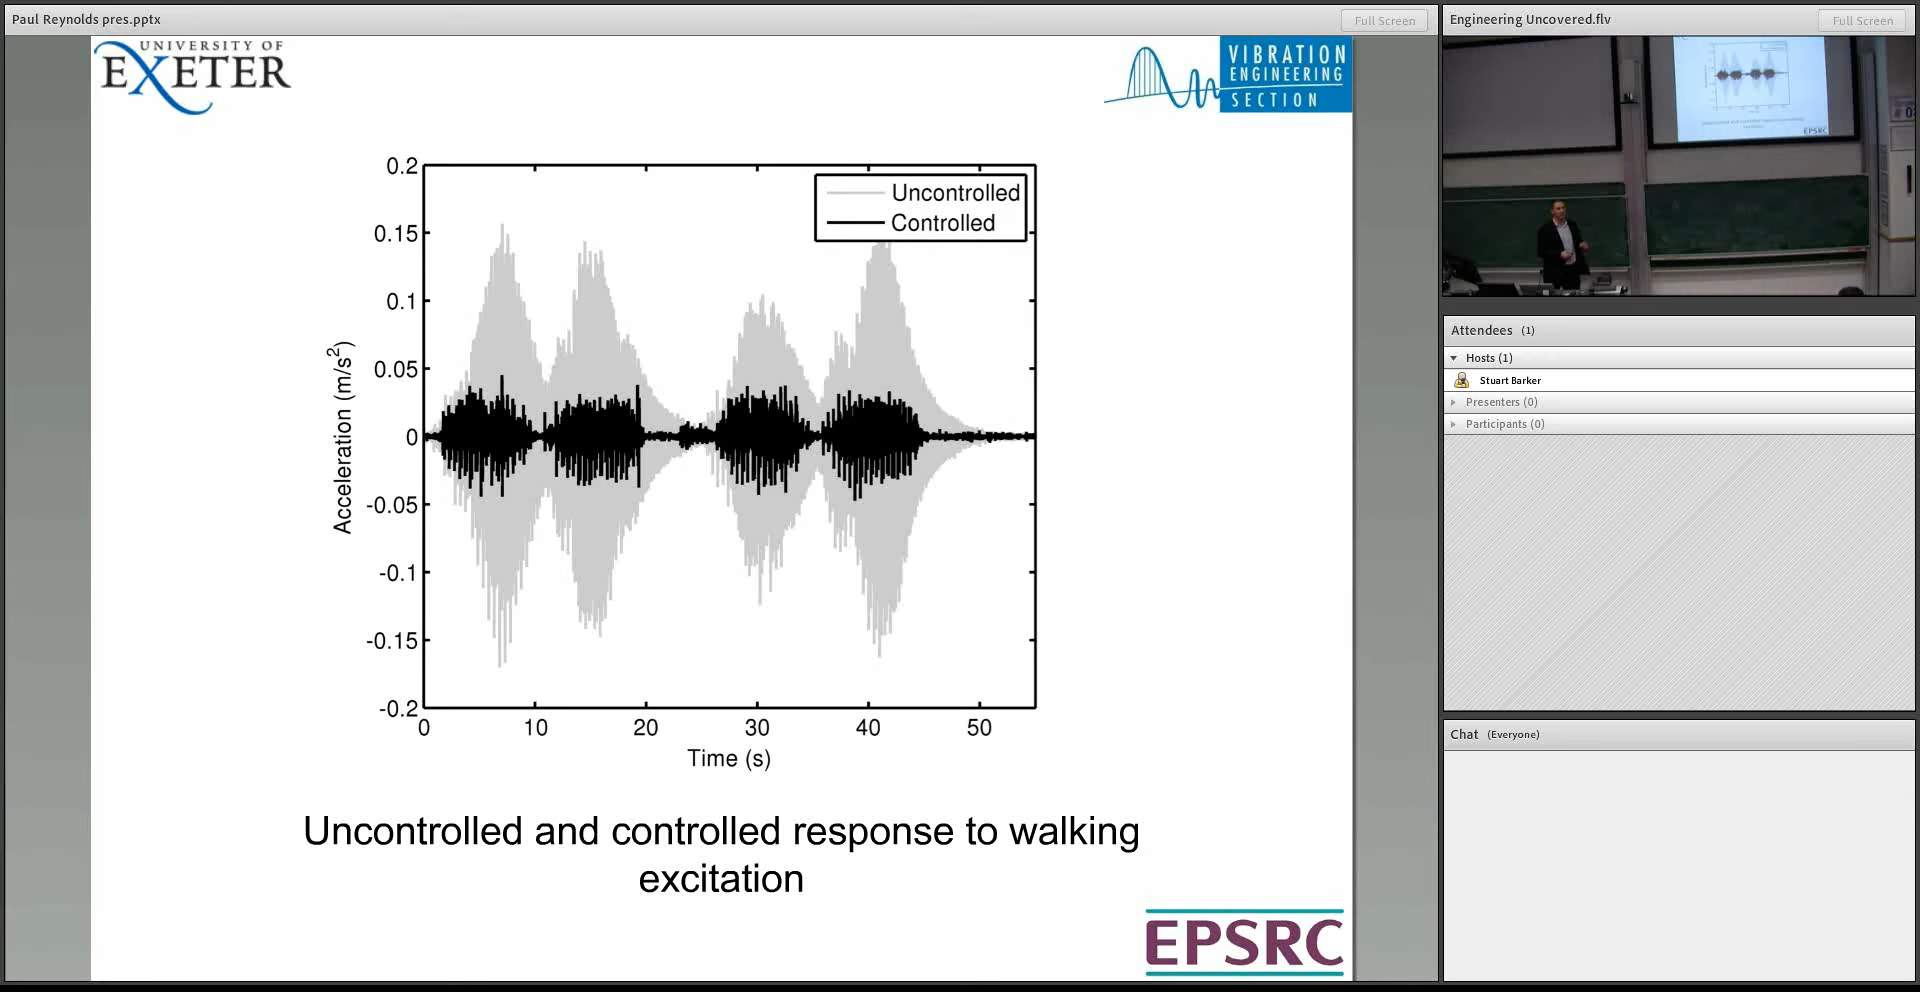 Paul Reynolds pres.pptx
Full Screen
UNIVERSITY OF
EXETER
VIBRATION
ENGINEERING
SECTION
0.2
0.15
0.1
0.05
0
-0.05
-0.1
-0.15
-0.2
Acceleration (m/s²)
Uncontrolled
Controlled
0 10 20 30 40 50
Time (s)
Uncontrolled and controlled response to walking
excitation
EPSRC
Engineering Uncovered.flv
Full Screen
EPSRC
Attendees (1)
Hosts (1)
Stuart Barker
Presenters (0)
Participants (0)
Chat (Everyone)